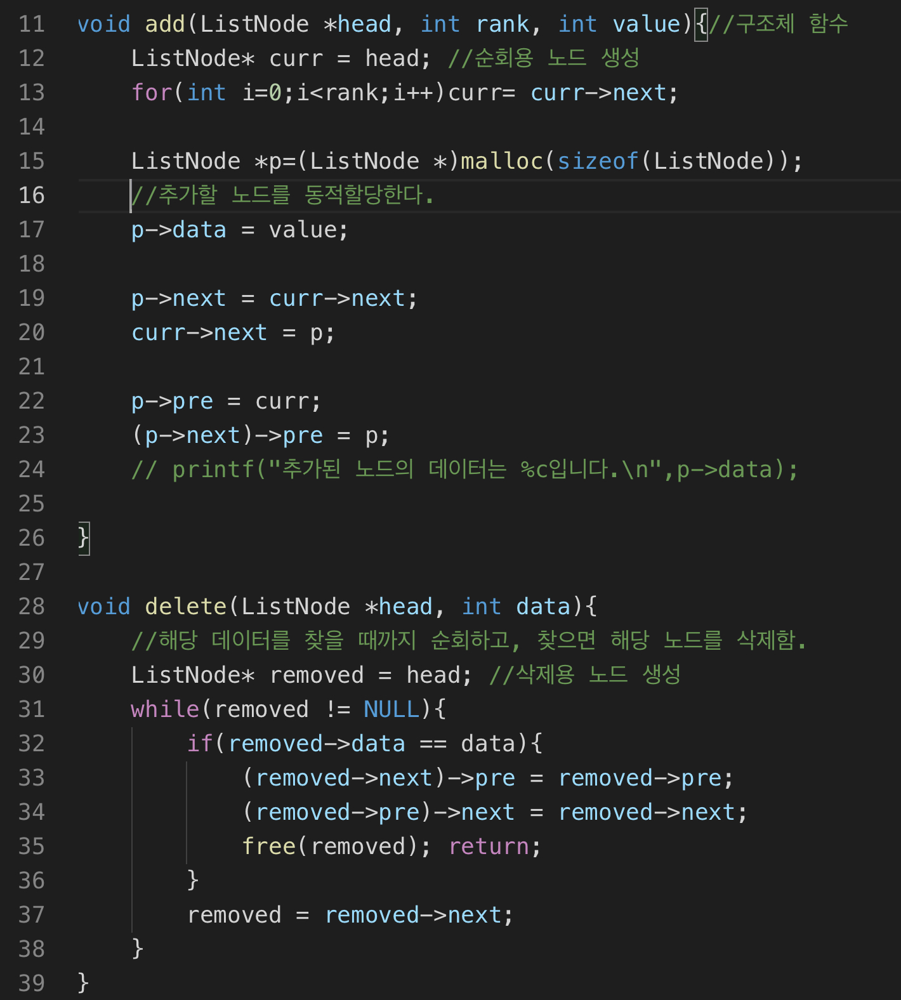 11 void add(ListNode *head, int rank, int value){//구조체 함수
12 ListNode* curr = head; //순회용 노드 생성
13 for(int i=0;i<rank;i++)curr= curr->next;
14
15 ListNode *p=(ListNode *)malloc(sizeof(ListNode));
16 //추가할 노드를 동적할당한다.
17 p->data = value;
18
19 p->next = curr->next;
20 curr->next = p;
21
22 p->pre = curr;
23 (p->next)->pre = p;
24 // printf("추가된 노드의 데이터는 %c입니다.\n",p->data);
25
26 }
27
28 void delete(ListNode *head, int data){
29 //해당 데이터를 찾을 때까지 순회하고, 찾으면 해당 노드를 삭제함.
30 ListNode* removed = head; //삭제용 노드 생성
31 while(removed != NULL){
32 if(removed->data == data){
33 (removed->next)->pre = removed->pre;
34 (removed->pre)->next = removed->next;
35 free(removed); return;
36 }
37 removed = removed->next;
38 }
39 }